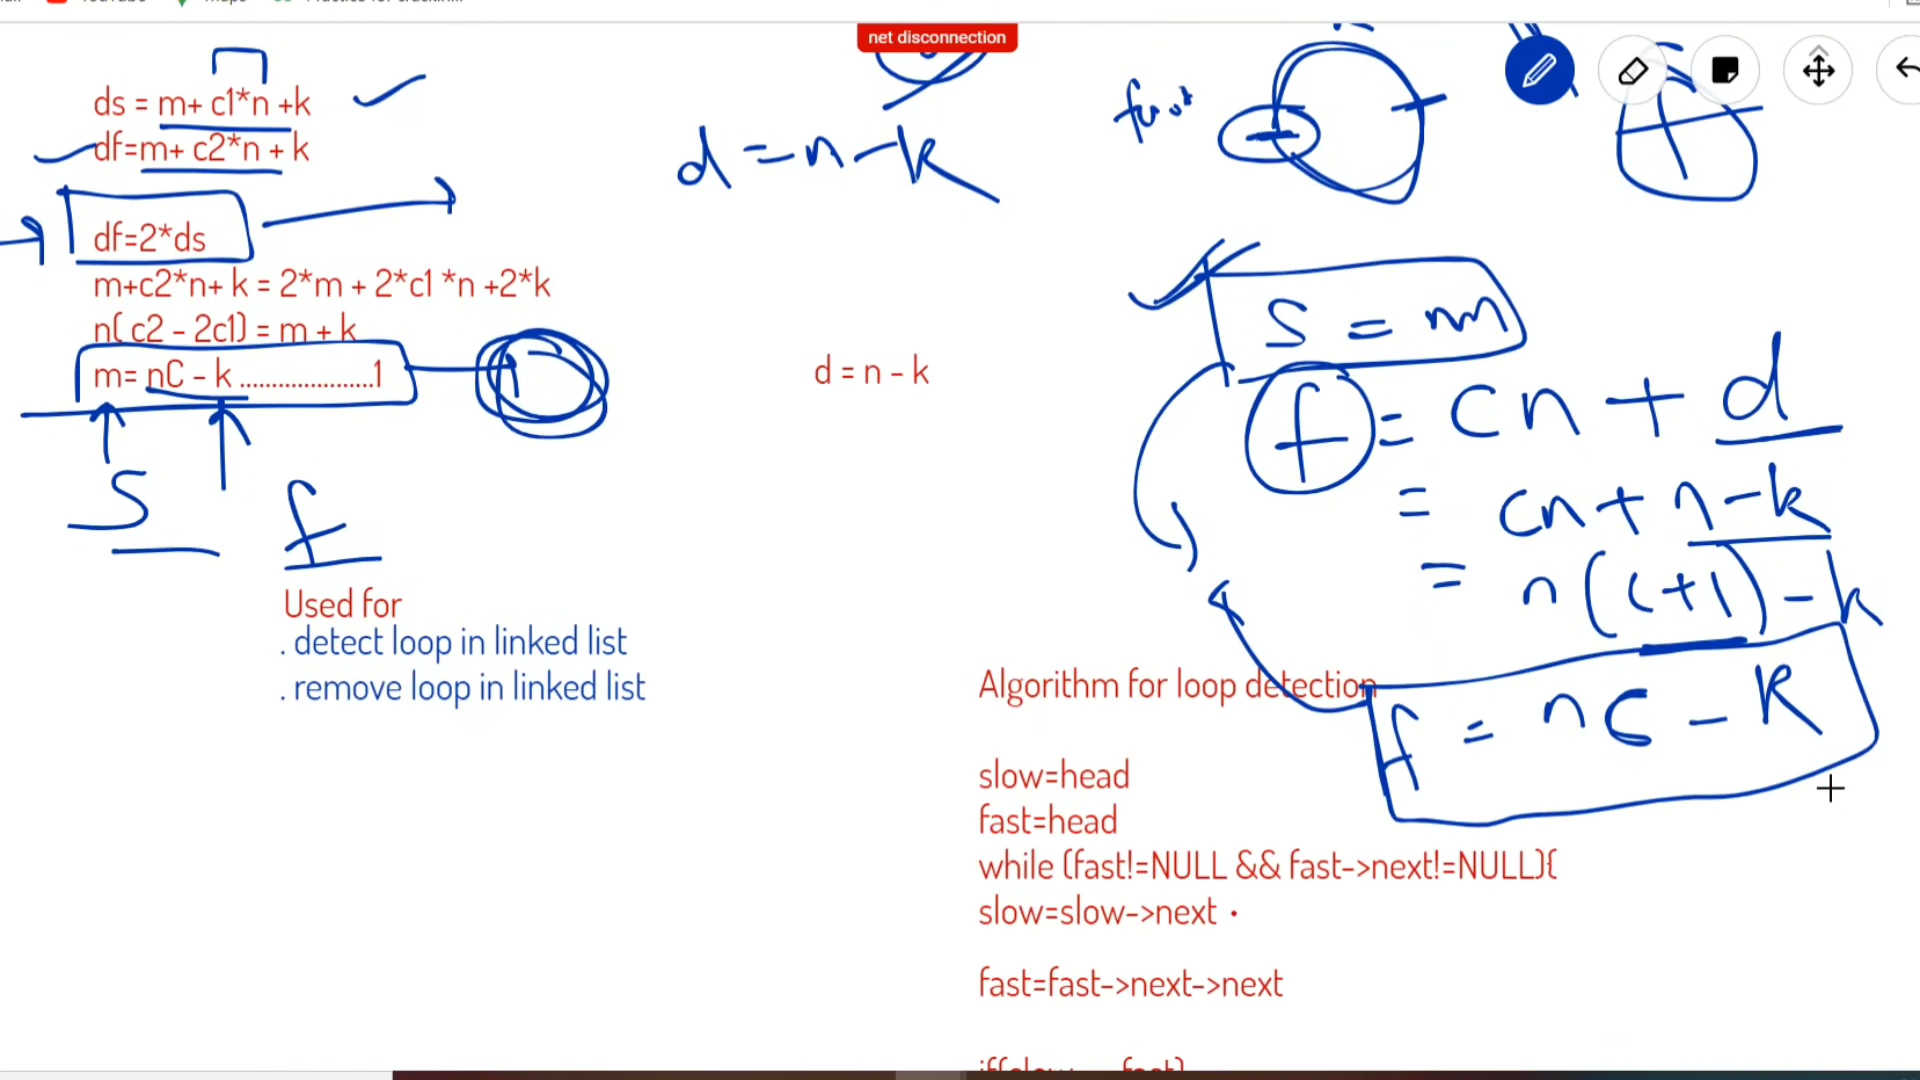 net disconnection
ds = m+ c1*n +k
df=m+ c2*n + k
df=2*ds
m+c2*n+ k = 2*m + 2*c1 *n +2*k
n( c2 - 2c1) = m + k
m= nC - k .....................1
1
S f
Used for
. detect loop in linked list
. remove loop in linked list
d = n - k
d = n - k
fast
S = m
f = cn + d
= cn + n - k
= n(c+1) - k
f = nC - K
Algorithm for loop detection
slow=head
fast=head
while (fast!=NULL && fast->next!=NULL){
slow=slow->next
fast=fast->next->next